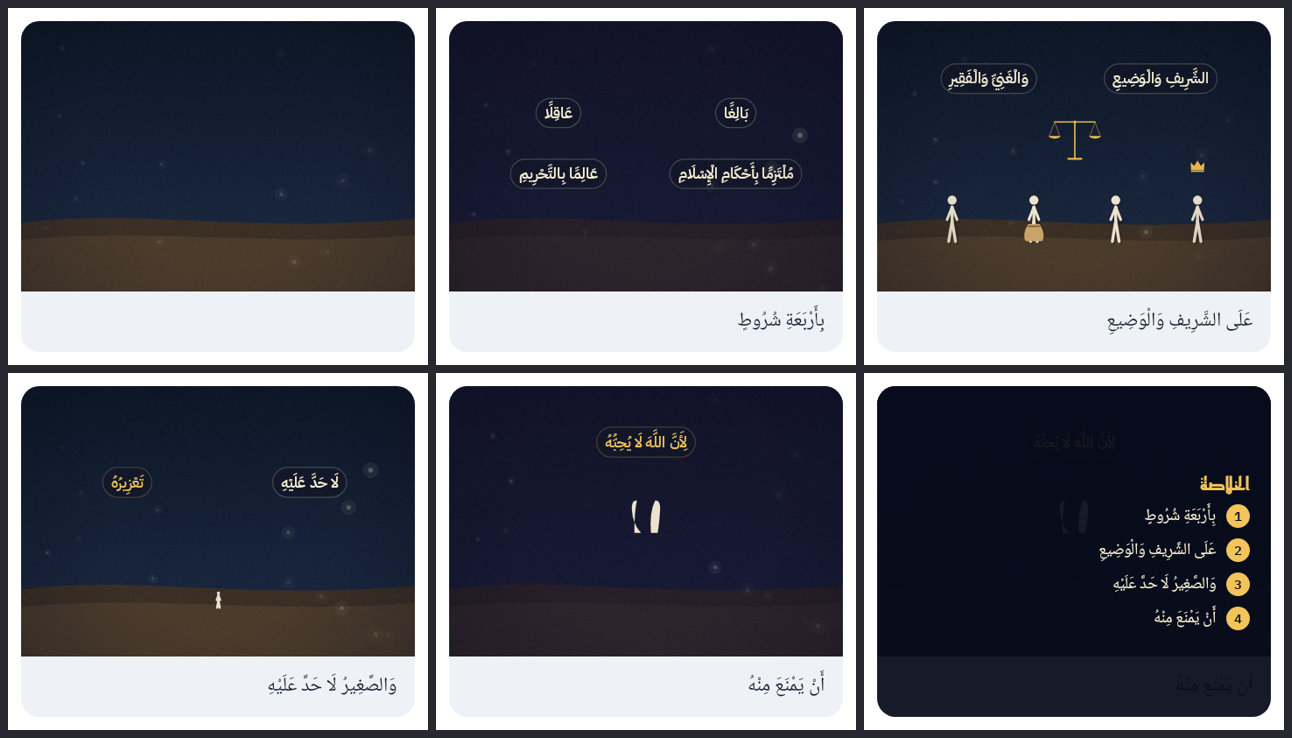 بَالِغًا
عَاقِلًا
مُلْتَزِمًا بِأَحْكَامِ الْإِسْلَامِ
عَالِمًا بِالتَّحْرِيمِ
بِأَرْبَعَةِ شُرُوطٍ
الشَّرِيفِ وَالْوَضِيعِ
وَالْغَنِيِّ وَالْفَقِيرِ
عَلَى الشَّرِيفِ وَالْوَضِيعِ
لَا حَدَّ عَلَيْهِ
تَعْزِيرُهُ
وَالصَّغِيرُ لَا حَدَّ عَلَيْهِ
لِأَنَّ اللَّهَ لَا يُحِبُّهُ
أَنْ يَمْنَعَ مِنْهُ
لِأَنَّ اللَّهَ لَا يُحِبُّهُ
الخلاصة
1 بِأَرْبَعَةِ شُرُوطٍ
2 عَلَى الشَّرِيفِ وَالْوَضِيعِ
3 وَالصَّغِيرُ لَا حَدَّ عَلَيْهِ
4 أَنْ يَمْنَعَ مِنْهُ
أَنْ يَمْنَعَ مِنْهُ